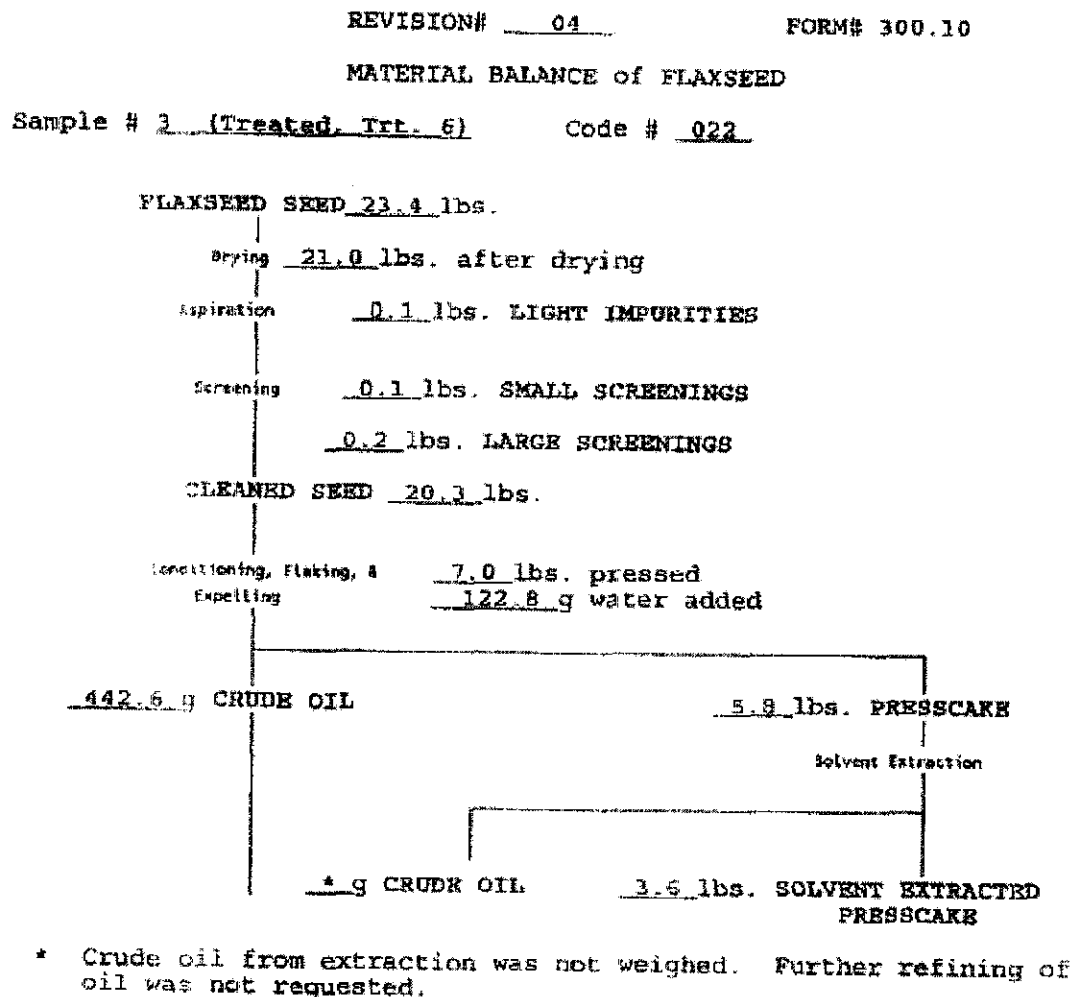 REVISION# 04 FORM# 300.10
MATERIAL BALANCE of FLAXSEED
Sample # 3 (Treated, Trt. 6) Code # 022
FLAXSEED SEED 23.4 lbs.
Drying 21.0 lbs. after drying
Aspiration 0.1 lbs. LIGHT IMPURITIES
Screening 0.1 lbs. SMALL SCREENINGS
0.2 lbs. LARGE SCREENINGS
CLEANED SEED 20.3 lbs.
Conditioning, Flaking, & 7.0 lbs. pressed
Expelling 122.8 g water added
442.6 g CRUDE OIL lbs. PRESSCAKE
Solvent Extraction
* g CRUDE OIL 3.6 lbs. SOLVENT EXTRACTED
PRESSCAKE
* Crude oil from extraction was not weighed. Further refining of
oil was not requested.